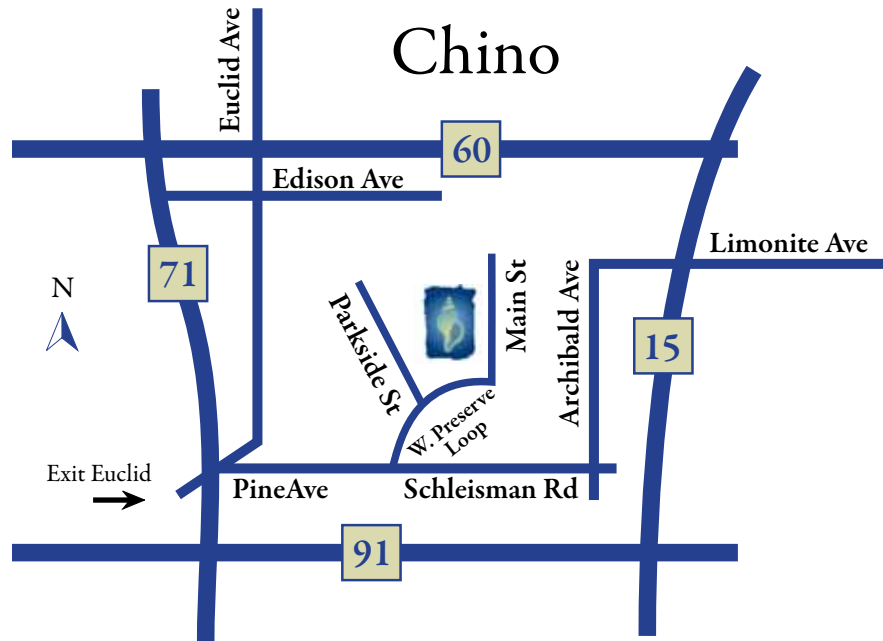 Chino
Euclid Ave
60
Edison Ave
Limonite Ave
71
N
Parkside St
Main St
Archibald Ave
15
W. Preserve
Loop
Exit Euclid
PineAve
Schleisman Rd
91